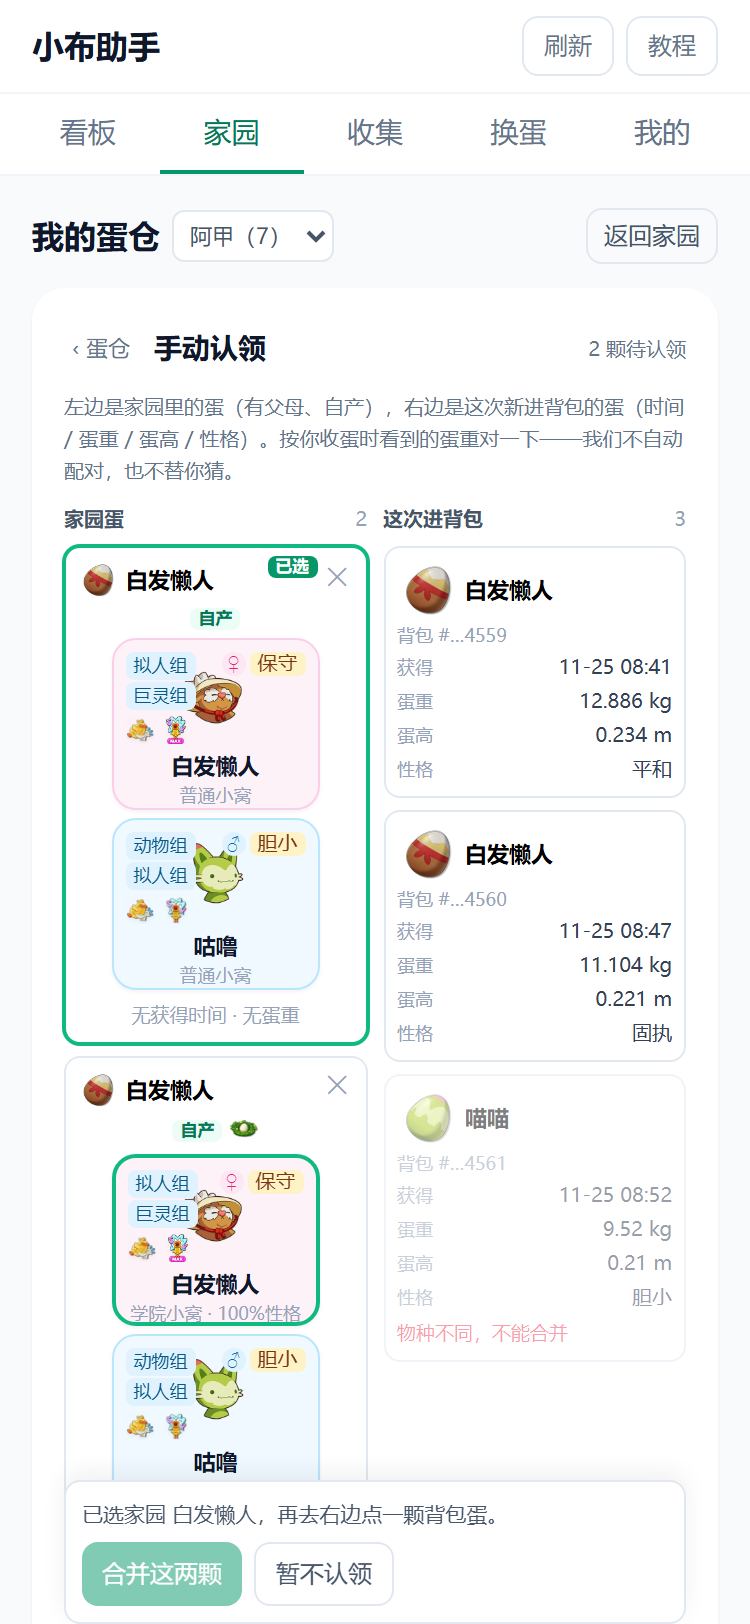 小布助手
刷新
教程
看板
家园
收集
换蛋
我的
我的蛋仓
阿甲（7）
返回家园
‹ 蛋仓
手动认领
2 颗待认领
左边是家园里的蛋（有父母、自产），右边是这次新进背包的蛋（时间
/ 蛋重 / 蛋高 / 性格）。按你收蛋时看到的蛋重对一下——我们不自动
配对，也不替你猜。
家园蛋
2
白发懒人
已选
自产
拟人组
♀
保守
巨灵组
MAX
白发懒人
普通小窝
动物组
♂
胆小
拟人组
咕噜
普通小窝
无获得时间 · 无蛋重
白发懒人
自产
拟人组
♀
保守
巨灵组
MAX
白发懒人
学院小窝 · 100%性格
动物组
♂
胆小
拟人组
咕噜
这次进背包
3
白发懒人
背包 #...4559
获得
11-25 08:41
蛋重
12.886 kg
蛋高
0.234 m
性格
平和
白发懒人
背包 #...4560
获得
11-25 08:47
蛋重
11.104 kg
蛋高
0.221 m
性格
固执
喵喵
背包 #...4561
获得
11-25 08:52
蛋重
9.52 kg
蛋高
0.21 m
性格
胆小
物种不同，不能合并
已选家园 白发懒人，再去右边点一颗背包蛋。
合并这两颗
暂不认领